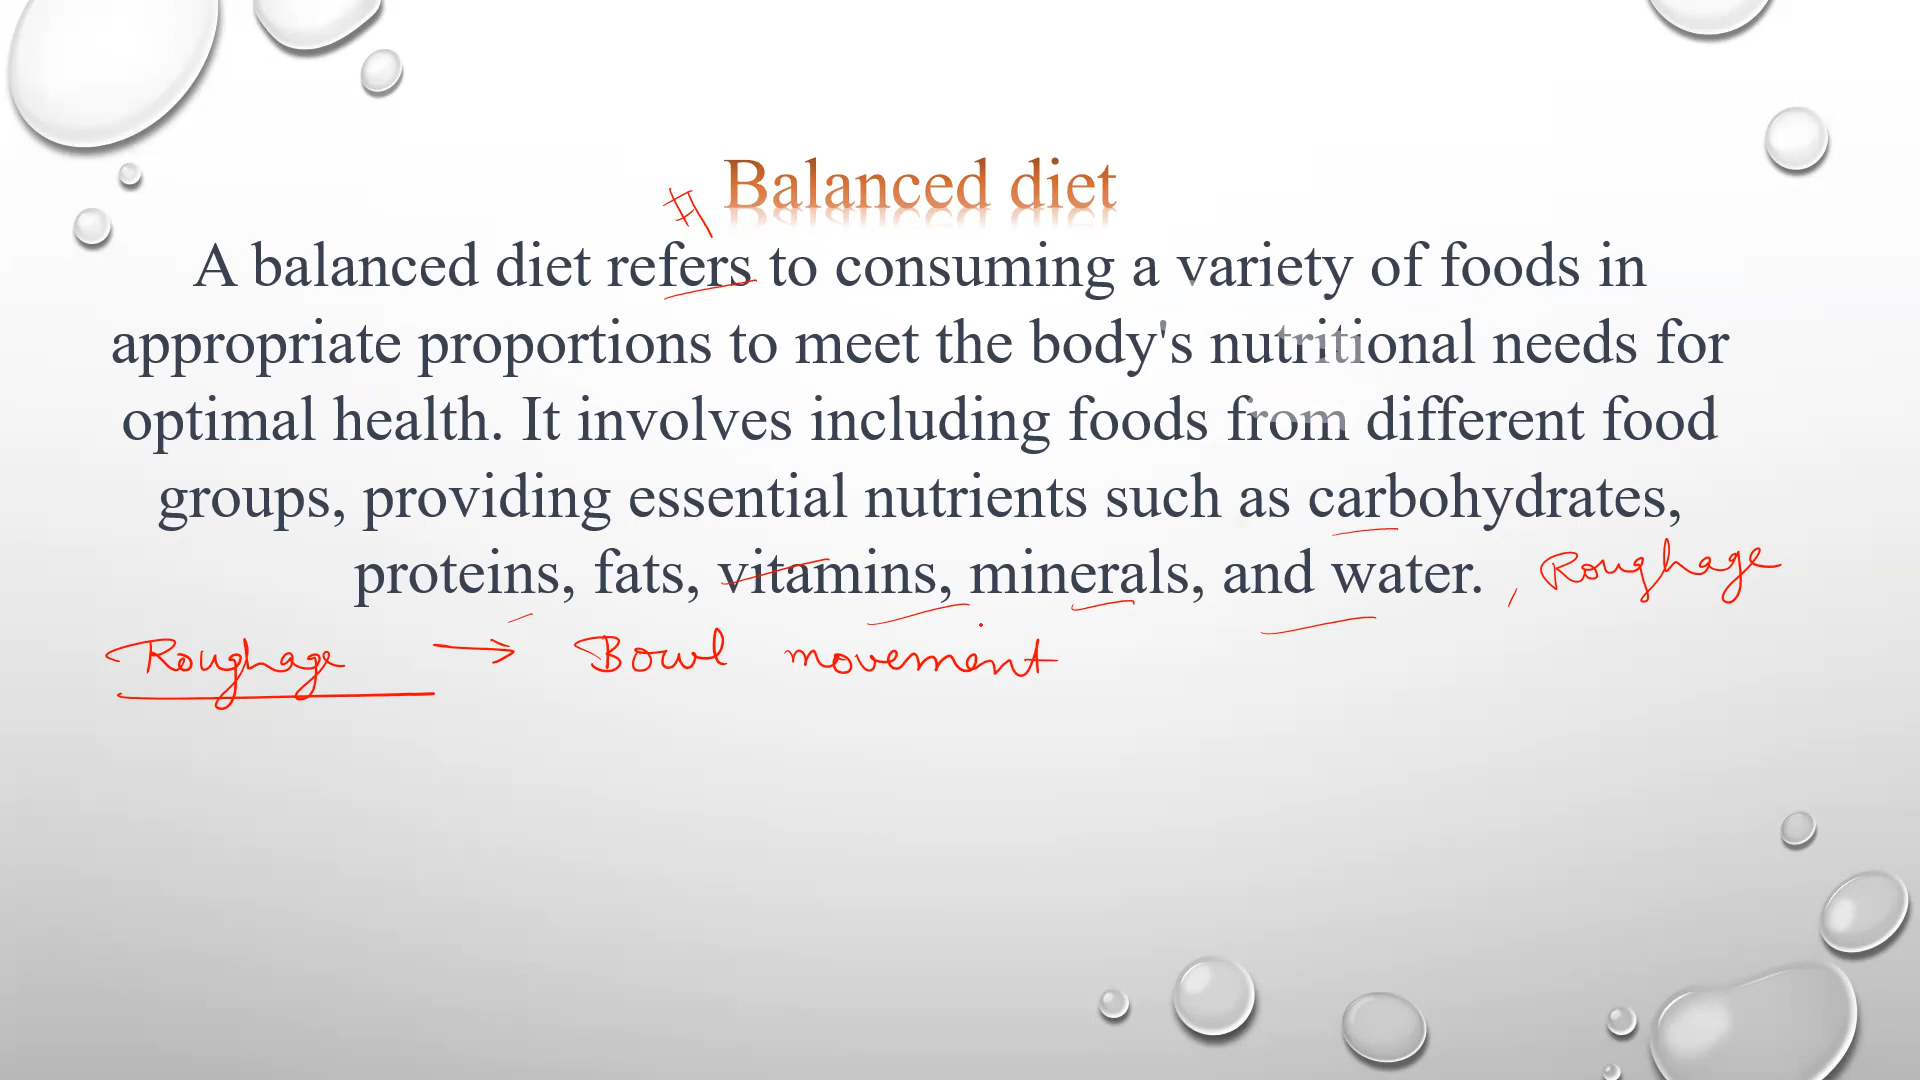 # Balanced diet
A balanced diet refers to consuming a variety of foods in
appropriate proportions to meet the body's nutritional needs for
optimal health. It involves including foods from different food
groups, providing essential nutrients such as carbohydrates,
proteins, fats, vitamins, minerals, and water. , Roughage
Roughage → Bowl movement